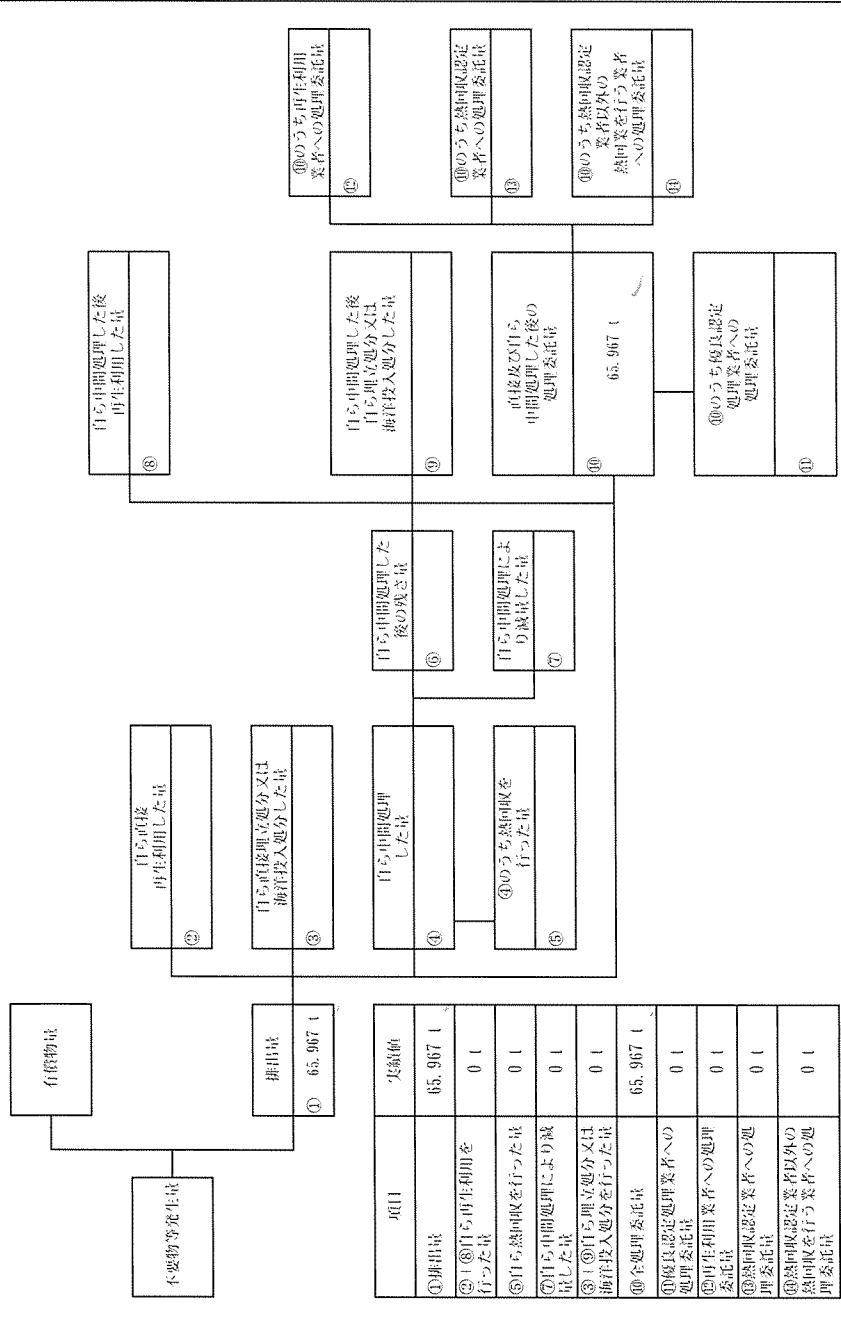 不要物等発生量
有償物量
排出量
① 65.967 t
自ら直接
再生利用した量
②
自ら直接埋立処分又は
海洋投入処分した量
③
自ら中間処理
した量
④
④のうち熱回収を
行った量
⑤
自ら中間処理した
後の残さ量
⑥
自ら中間処理によ
り減量した量
⑦
自ら中間処理した後
再生利用した量
⑧
自ら中間処理した後
自ら埋立処分又は
海洋投入処分した量
⑨
直接及び自ら
中間処理した後の
処理委託量
⑩
65.967 t
⑩のうち優良認定
処理業者への
処理委託量
⑪
⑩のうち再生利用
業者への処理委託量
⑫
⑩のうち熱回収認定
業者への処理委託量
⑬
⑩のうち熱回収認定
業者以外の
熱回業を行う業者
への処理委託量
⑭
項目 実績値
①排出量 65.967 t
②+⑧自ら再生利用を
行った量 0 t
⑤自ら熱回収を行った量 0 t
⑦自ら中間処理により減
量した量 0 t
③+⑨自ら埋立処分又は
海洋投入処分を行った量 0 t
⑩全処理委託量 65.967 t
⑪優良認定処理業者への
処理委託量 0 t
⑫再生利用業者への処理
委託量 0 t
⑬熱回収認定業者への処
理委託量 0 t
⑭熱回収認定業者以外の
熱回収を行う業者への処
理委託量 0 t